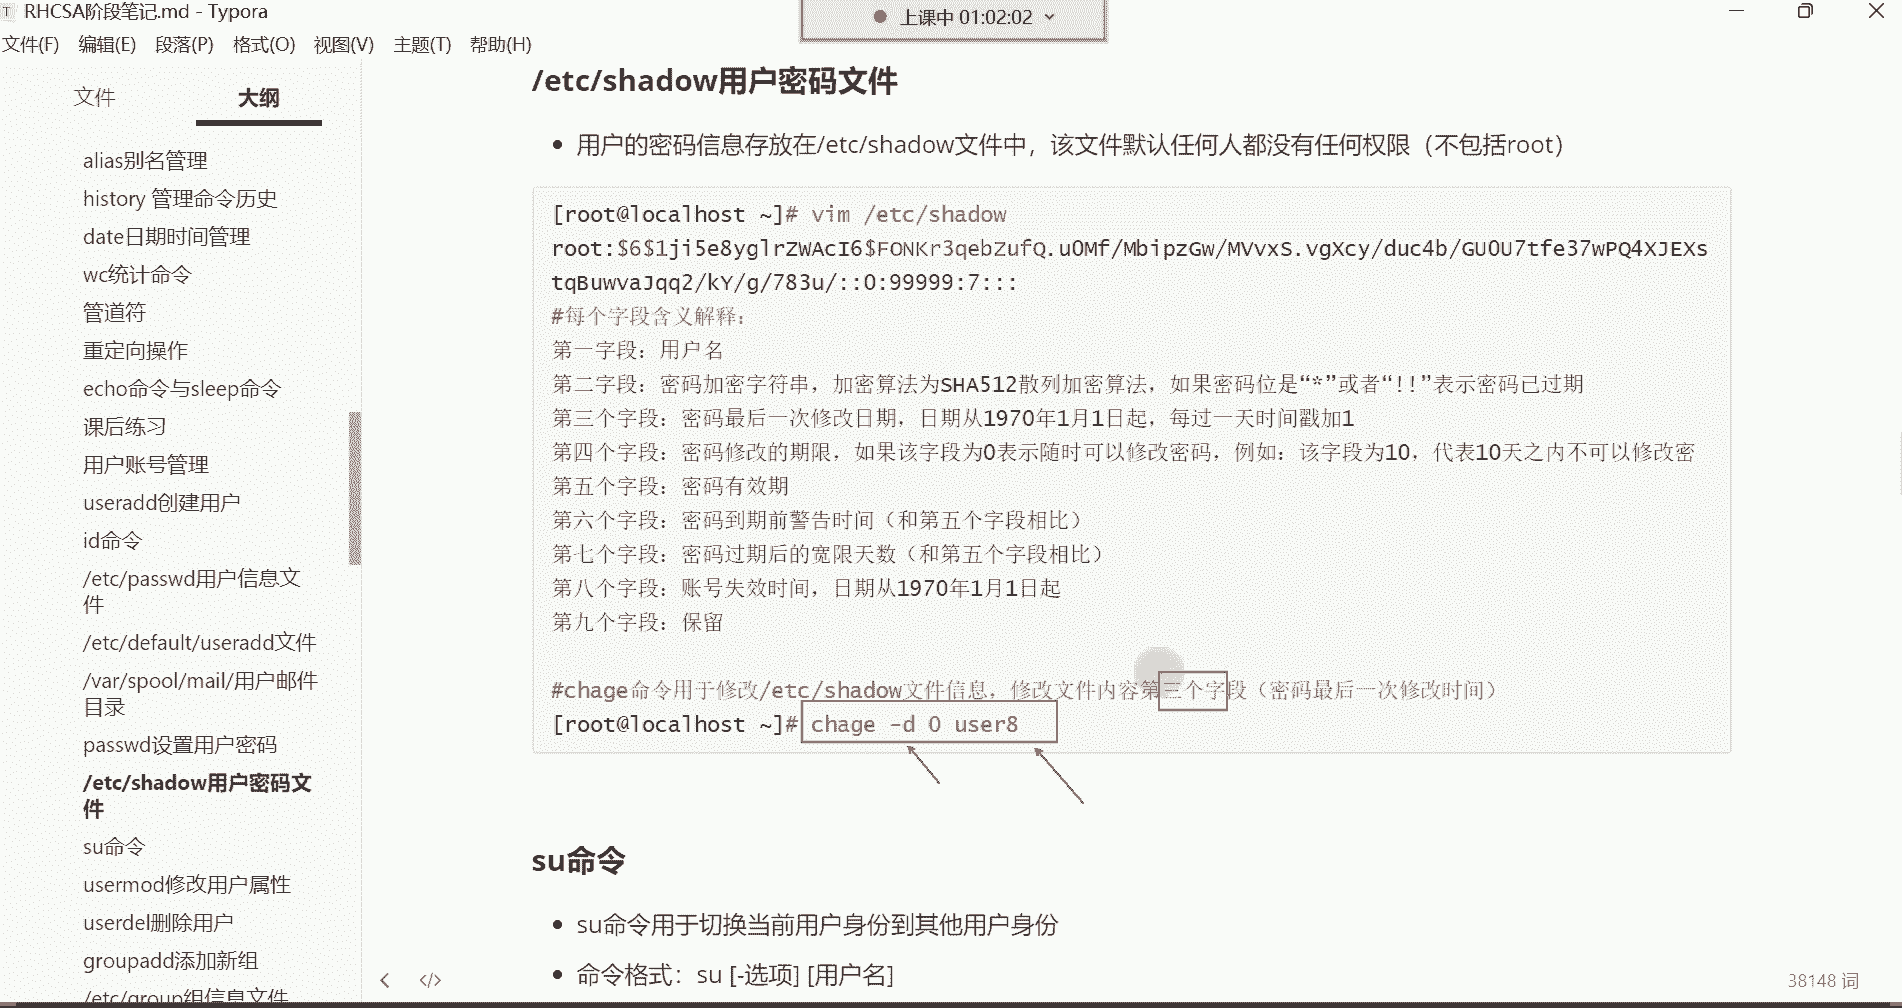 RHCSA阶段笔记.md - Typora
上课中 01:02:02
文件(F) 编辑(E) 段落(P) 格式(O) 视图(V) 主题(T) 帮助(H)
文件 大纲
alias别名管理
history 管理命令历史
date日期时间管理
wc统计命令
管道符
重定向操作
echo命令与sleep命令
课后练习
用户账号管理
useradd创建用户
id命令
/etc/passwd用户信息文
件
/etc/default/useradd文件
/var/spool/mail/用户邮件
目录
passwd设置用户密码
/etc/shadow用户密码文
件
su命令
usermod修改用户属性
userdel删除用户
groupadd添加新组
/etc/group组信息文件
/etc/shadow用户密码文件
用户的密码信息存放在/etc/shadow文件中，该文件默认任何人都没有任何权限（不包括root）
[root@localhost ~]# vim /etc/shadow
root:$6$1ji5e8yglrZWAcI6$FONKr3qebZufQ.u0Mf/MbipzGw/MVvxS.vgXcy/duc4b/GU0U7tfe37wPQ4XJEXs
tqBuwvaJqq2/kY/g/783u/::0:99999:7:::
#每个字段含义解释：
第一字段：用户名
第二字段：密码加密字符串，加密算法为SHA512散列加密算法，如果密码位是“*”或者“!!”表示密码已过期
第三个字段：密码最后一次修改日期，日期从1970年1月1日起，每过一天时间戳加1
第四个字段：密码修改的期限，如果该字段为0表示随时可以修改密码，例如：该字段为10，代表10天之内不可以修改密
第五个字段：密码有效期
第六个字段：密码到期前警告时间（和第五个字段相比）
第七个字段：密码过期后的宽限天数（和第五个字段相比）
第八个字段：账号失效时间，日期从1970年1月1日起
第九个字段：保留
#chage命令用于修改/etc/shadow文件信息，修改文件内容第三个字段（密码最后一次修改时间）
[root@localhost ~]# chage -d 0 user8
su命令
su命令用于切换当前用户身份到其他用户身份
命令格式：su [-选项] [用户名]
38148 词